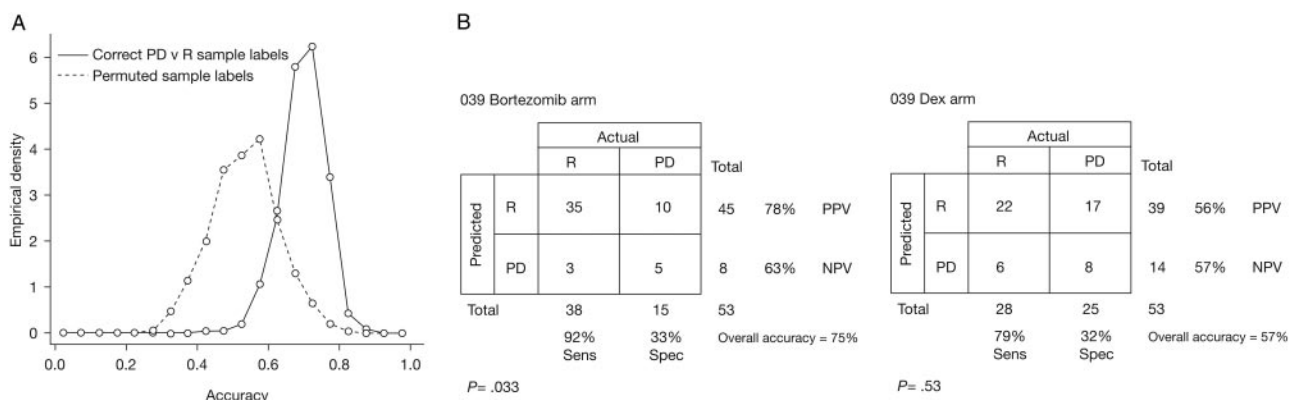 A
Correct PD v R sample labels
Permuted sample labels
Empirical density
6
5
4
3
2
1
0
0.0 0.2 0.4 0.6 0.8 1.0
Accuracy
B
039 Bortezomib arm
Actual
R PD Total
Predicted
R 35 10 45 78% PPV
PD 3 5 8 63% NPV
Total 38 15 53
92% 33% Overall accuracy = 75%
Sens Spec
P= .033
039 Dex arm
Actual
R PD Total
Predicted
R 22 17 39 56% PPV
PD 6 8 14 57% NPV
Total 28 25 53
79% 32% Overall accuracy = 57%
Sens Spec
P= .53